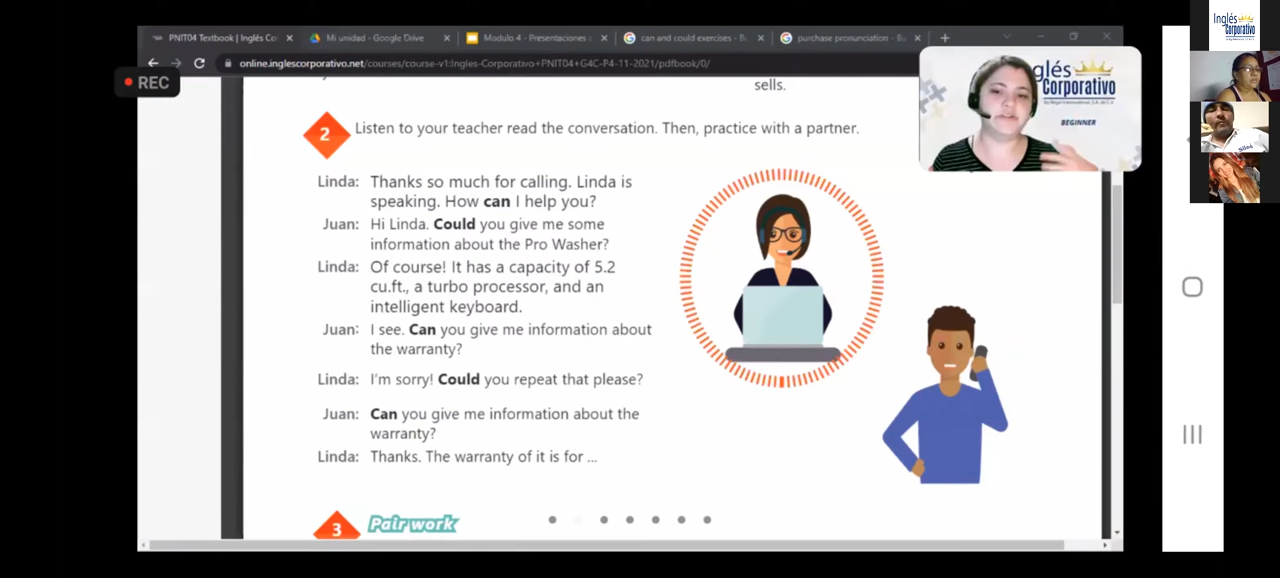 PNIT04 Textbook | Inglés Co
Mi unidad - Google Drive
Modulo 4 - Presentaciones
can and could exercises - B
purchase pronunciation - B
online.inglescorporativo.net/courses/course-v1:Ingles-Corporativo+PNIT04+G4C-P4-11-2021/pdfbook/0/
REC
sells.
2 Listen to your teacher read the conversation. Then, practice with a partner.
Linda: Thanks so much for calling. Linda is
speaking. How can I help you?
Juan: Hi Linda. Could you give me some
information about the Pro Washer?
Linda: Of course! It has a capacity of 5.2
cu.ft., a turbo processor, and an
intelligent keyboard.
Juan: I see. Can you give me information about
the warranty?
Linda: I'm sorry! Could you repeat that please?
Juan: Can you give me information about the
warranty?
Linda: Thanks. The warranty of it is for ...
3 Pair work
glés
Corporativo
BEGINNER
Inglés
Corporativo